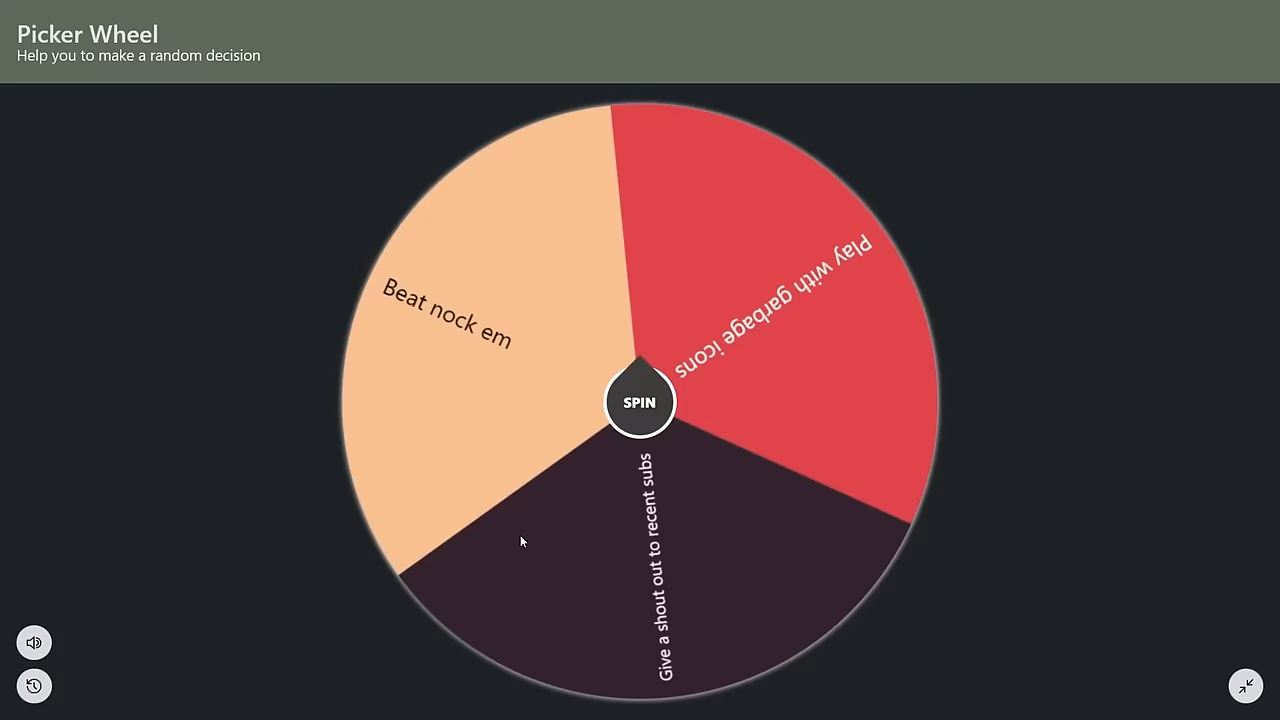 Picker Wheel
Help you to make a random decision
Beat nock em
Play with garbage icons
SPIN
Give a shout out to recent subs